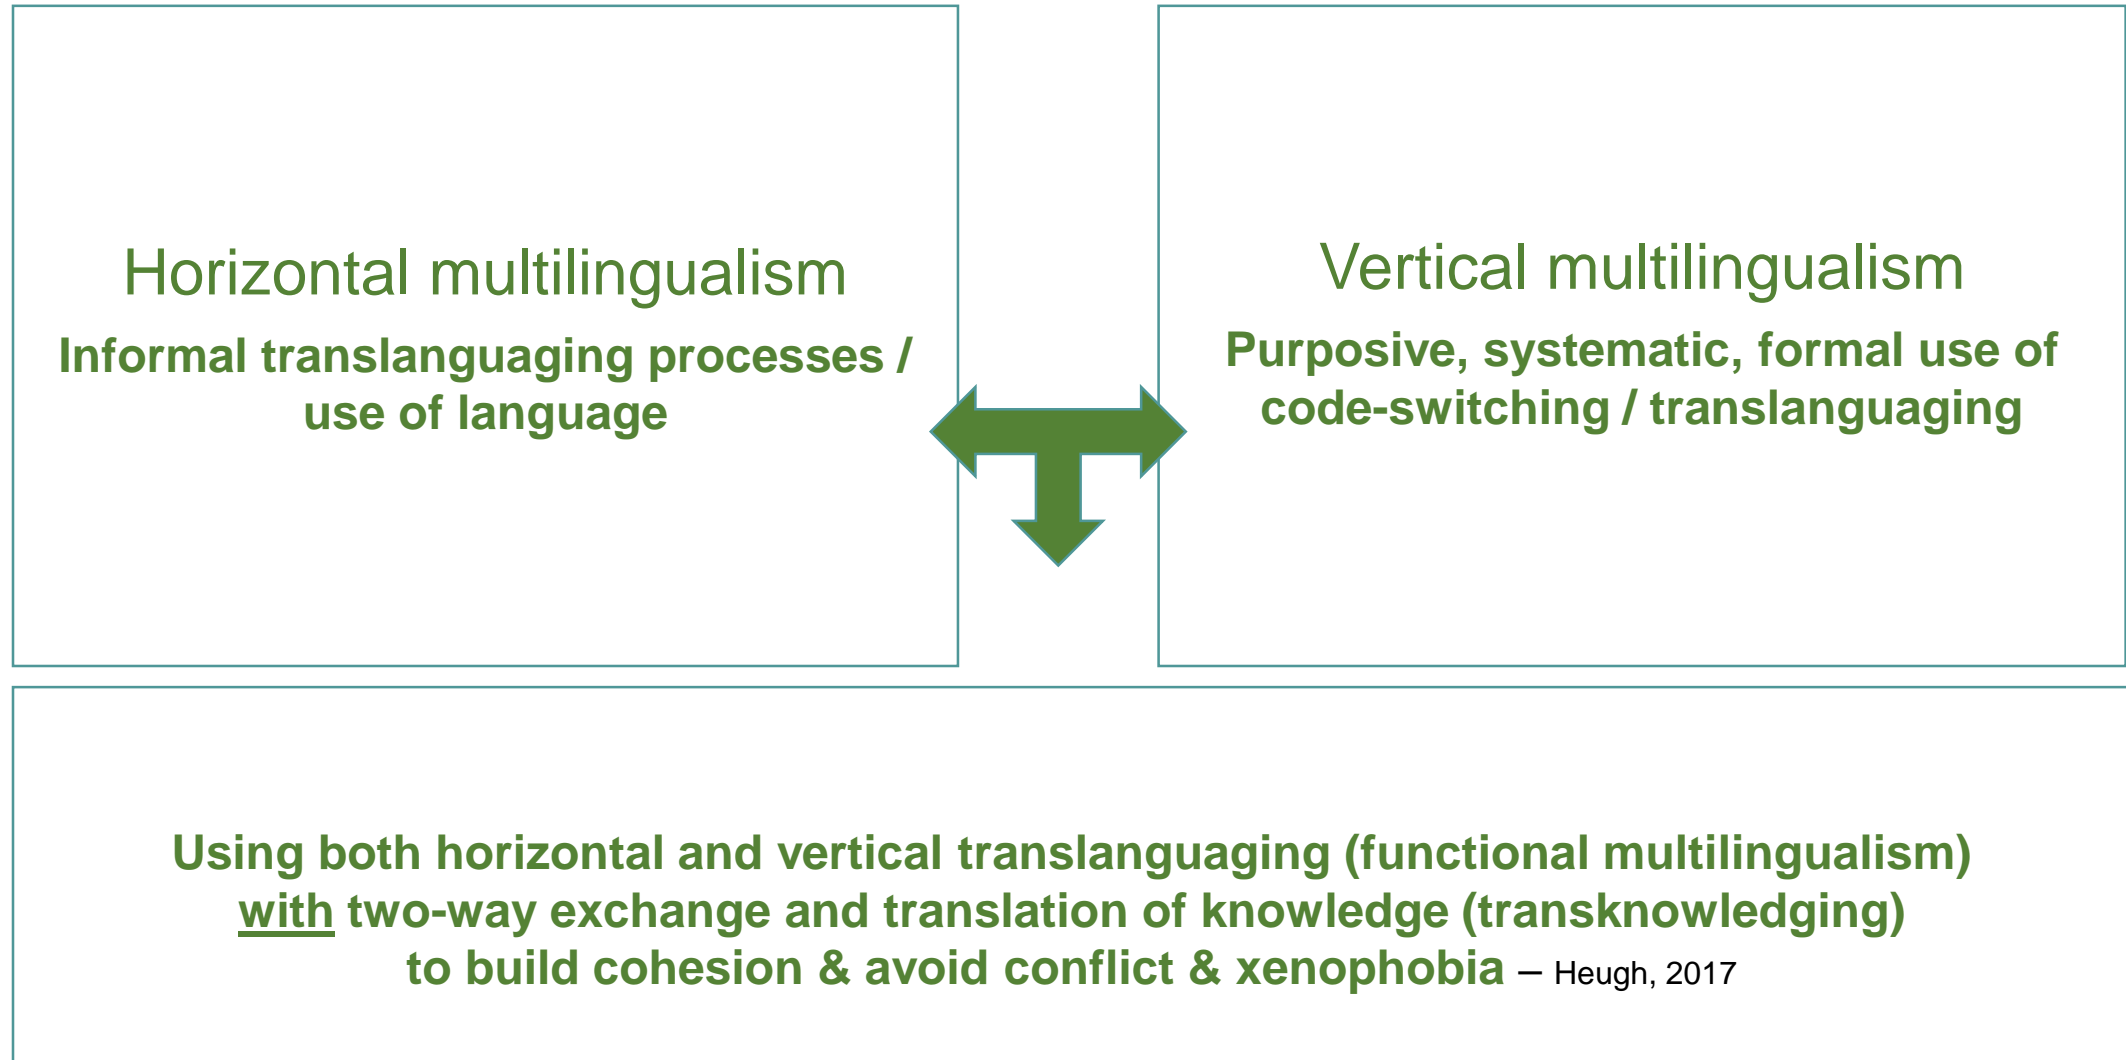 Horizontal multilingualism
Informal translanguaging processes /
use of language
Vertical multilingualism
Purposive, systematic, formal use of
code-switching / translanguaging
Using both horizontal and vertical translanguaging (functional multilingualism)
with two-way exchange and translation of knowledge (transknowledging)
to build cohesion & avoid conflict & xenophobia – Heugh, 2017